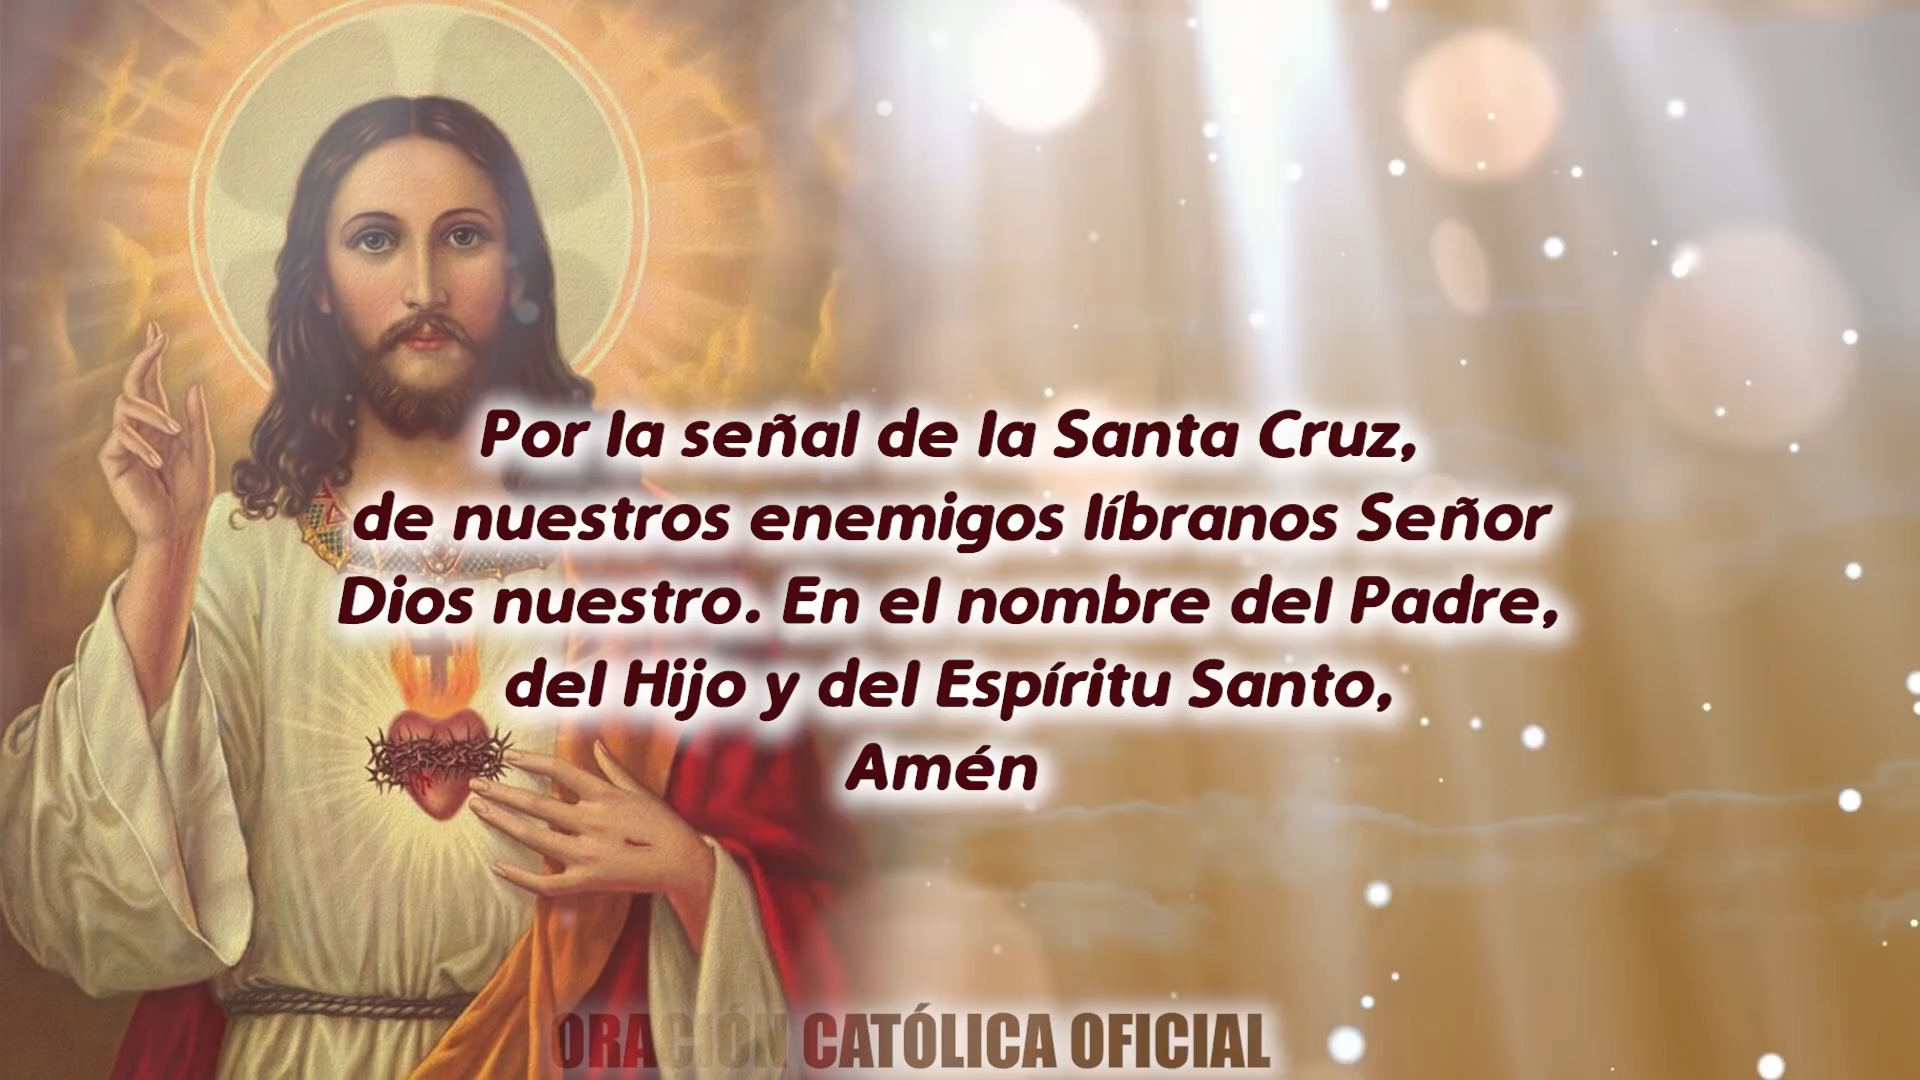 Por la señal de la Santa Cruz,
de nuestros enemigos líbranos Señor
Dios nuestro. En el nombre del Padre,
del Hijo y del Espíritu Santo,
Amén
ORACIÓN CATÓLICA OFICIAL